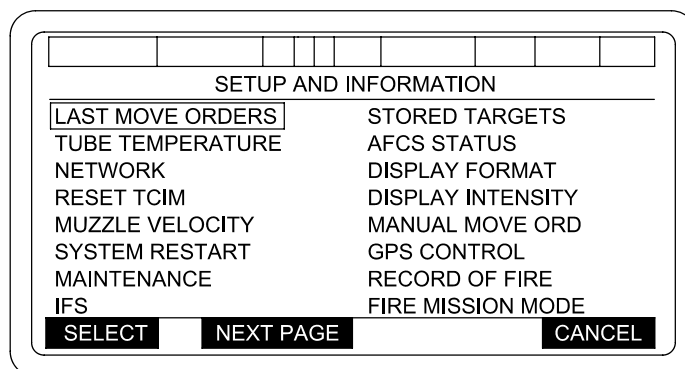 SETUP AND INFORMATION
LAST MOVE ORDERS
TUBE TEMPERATURE
NETWORK
RESET TCIM
MUZZLE VELOCITY
SYSTEM RESTART
MAINTENANCE
IFS
STORED TARGETS
AFCS STATUS
DISPLAY FORMAT
DISPLAY INTENSITY
MANUAL MOVE ORD
GPS CONTROL
RECORD OF FIRE
FIRE MISSION MODE
SELECT NEXT PAGE CANCEL